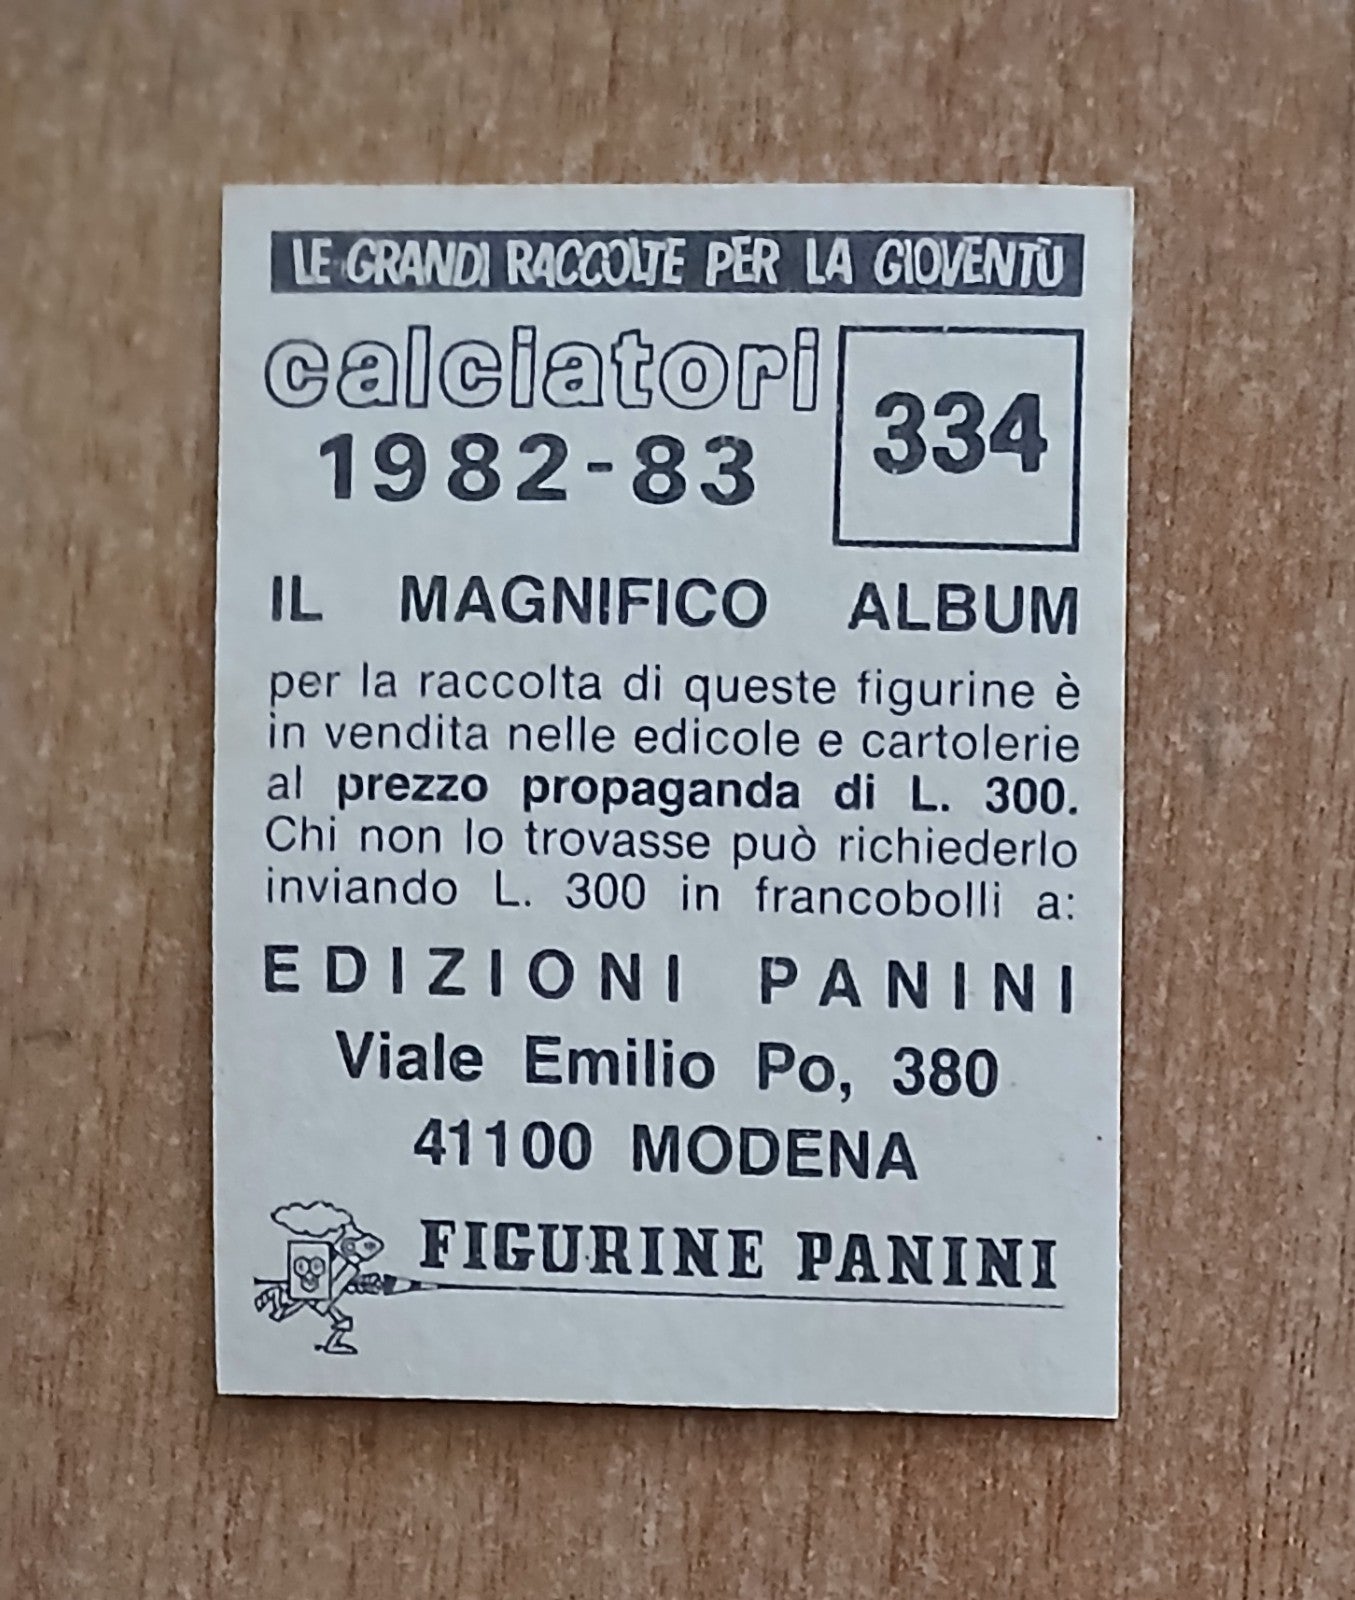 LE GRANDI RACCOLTE PER LA GIOVENTÙ
calciatori
1982-83
334
IL MAGNIFICO ALBUM
per la raccolta di queste figurine è
in vendita nelle edicole e cartolerie
al prezzo propaganda di L. 300.
Chi non lo trovasse può richiederlo
inviando L. 300 in francobolli a:
EDIZIONI PANINI
Viale Emilio Po, 380
41100 MODENA
FIGURINE PANINI